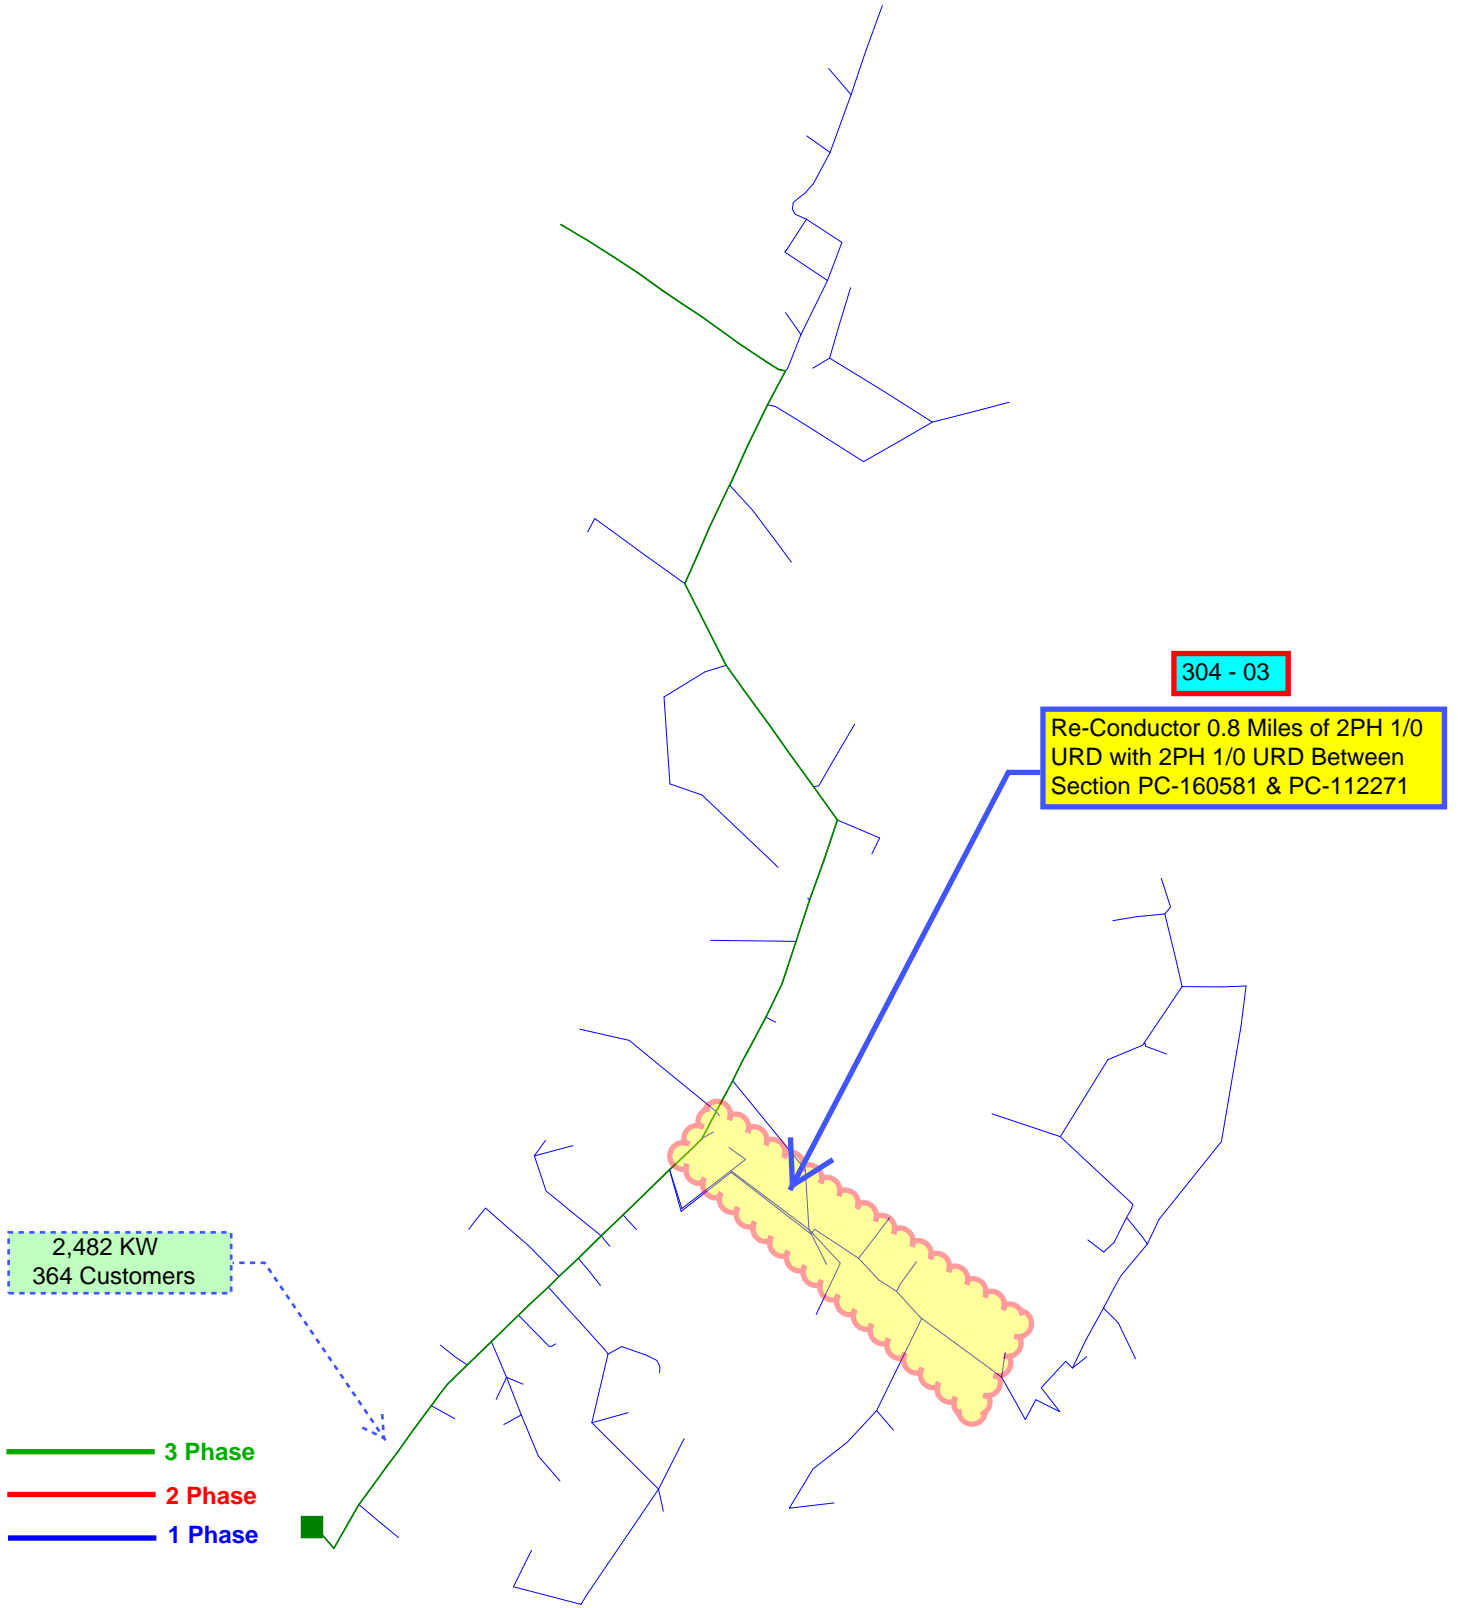 304 - 03
Re-Conductor 0.8 Miles of 2PH 1/0
URD with 2PH 1/0 URD Between
Section PC-160581 & PC-112271
2,482 KW
364 Customers
3 Phase
2 Phase
1 Phase